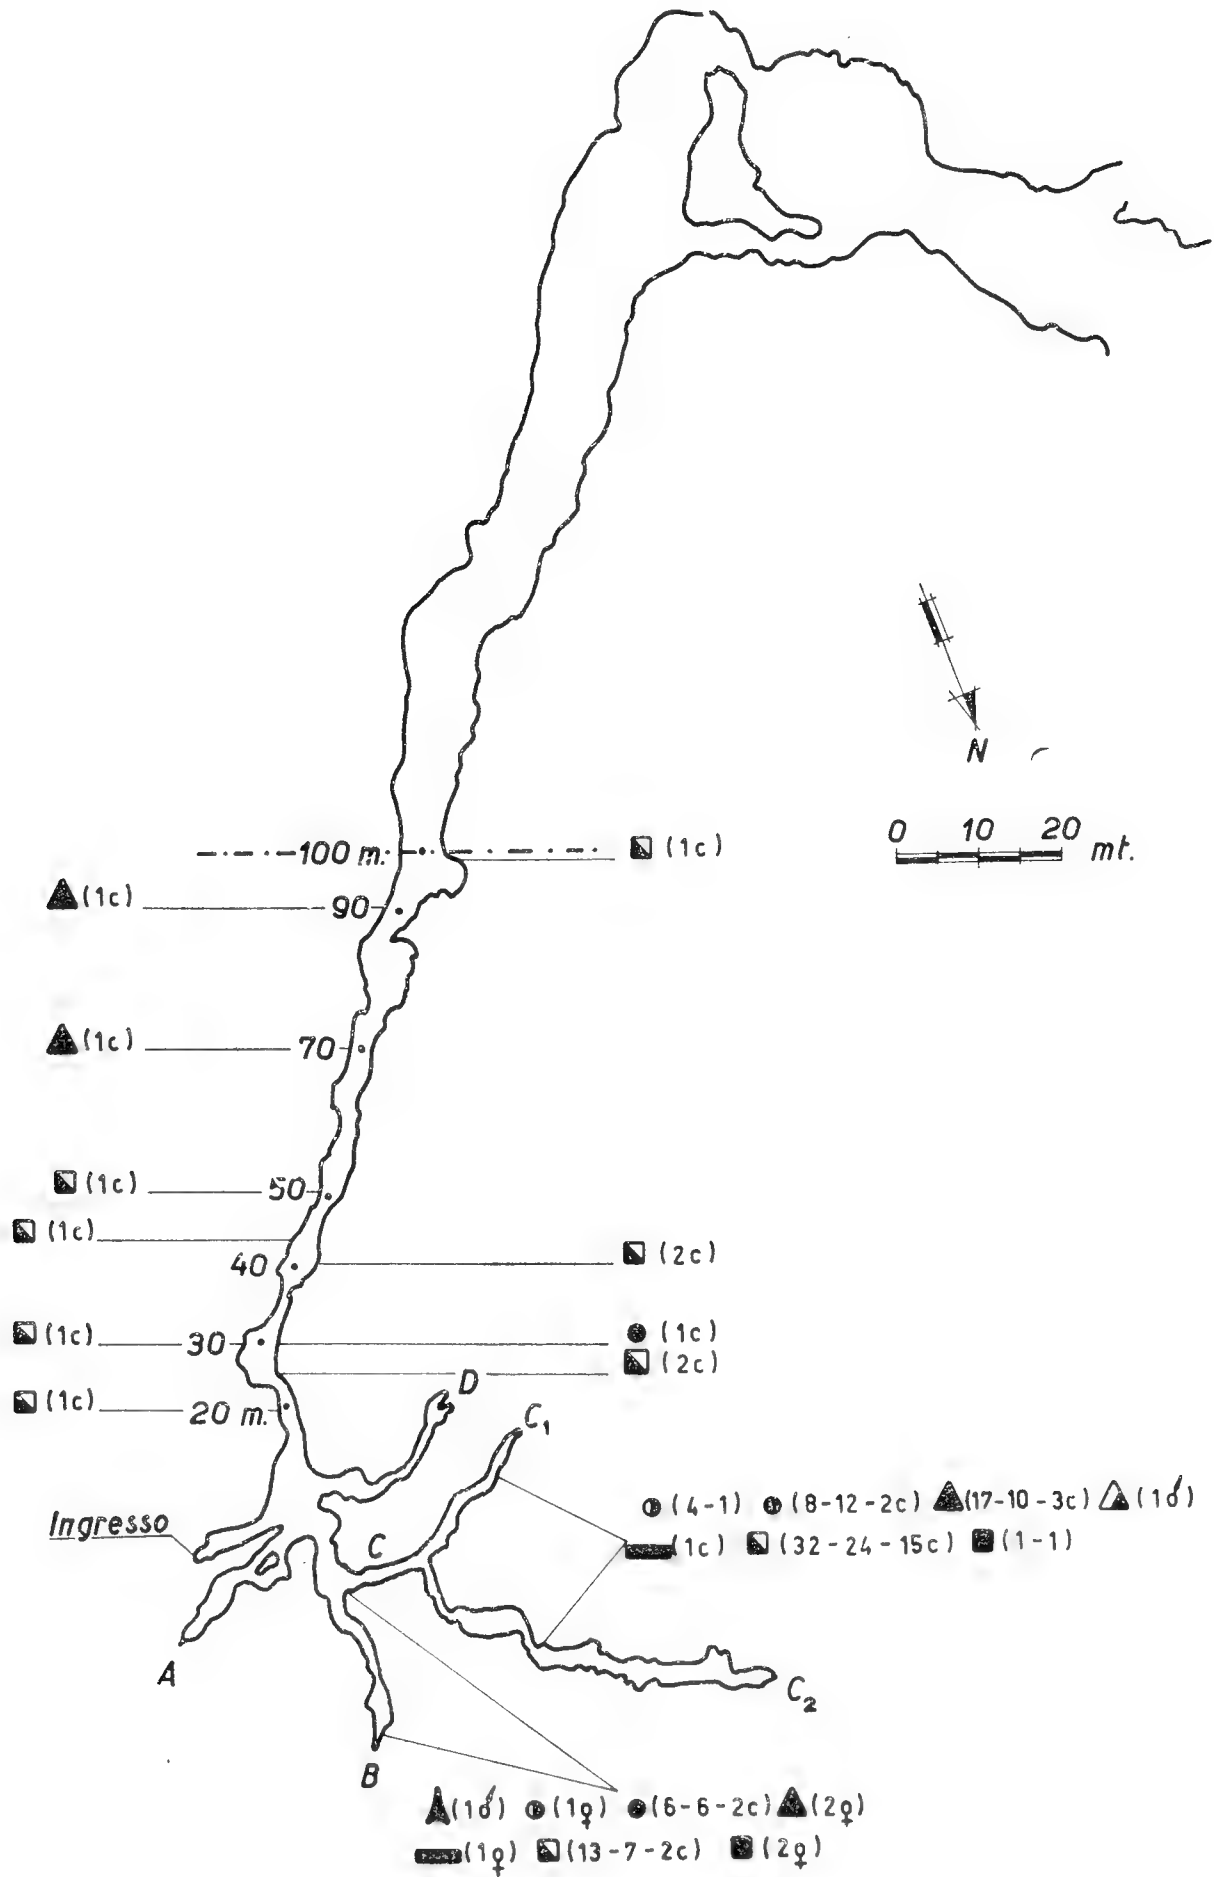 N
0 10 20 mt.
100 m. (1c)
(1c) 90
(1c) 70
(1c) 50
(1c)
40 (2c)
(1c) 30 (1c)
(2c)
D
(1c) 20 m.
C1
(4-1) (8-12-2c) (17-10-3c) (1♂)
Ingresso
C (1c) (32-24-15c) (1-1)
A
C2
B
(1♂) (1♀) (6-6-2c) (2♀)
(1♀) (13-7-2c) (2♀)